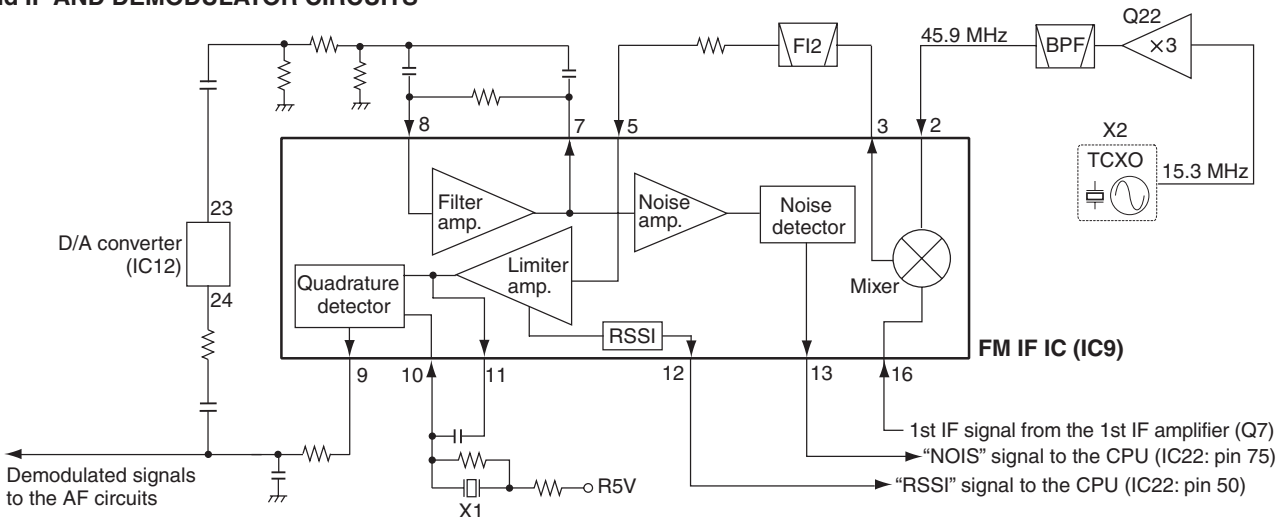 nd IF AND DEMODULATOR CIRCUITS
Q22
45.9 MHz
BPF
×3
FI2
X2
TCXO
15.3 MHz
8
7
5
3
2
Filter
amp.
Noise
amp.
Noise
detector
23
D/A converter
(IC12)
24
Limiter
amp.
Quadrature
detector
Mixer
RSSI
FM IF IC (IC9)
9
10
11
12
13
16
1st IF signal from the 1st IF amplifier (Q7)
“NOIS” signal to the CPU (IC22: pin 75)
“RSSI” signal to the CPU (IC22: pin 50)
Demodulated signals
to the AF circuits
R5V
X1